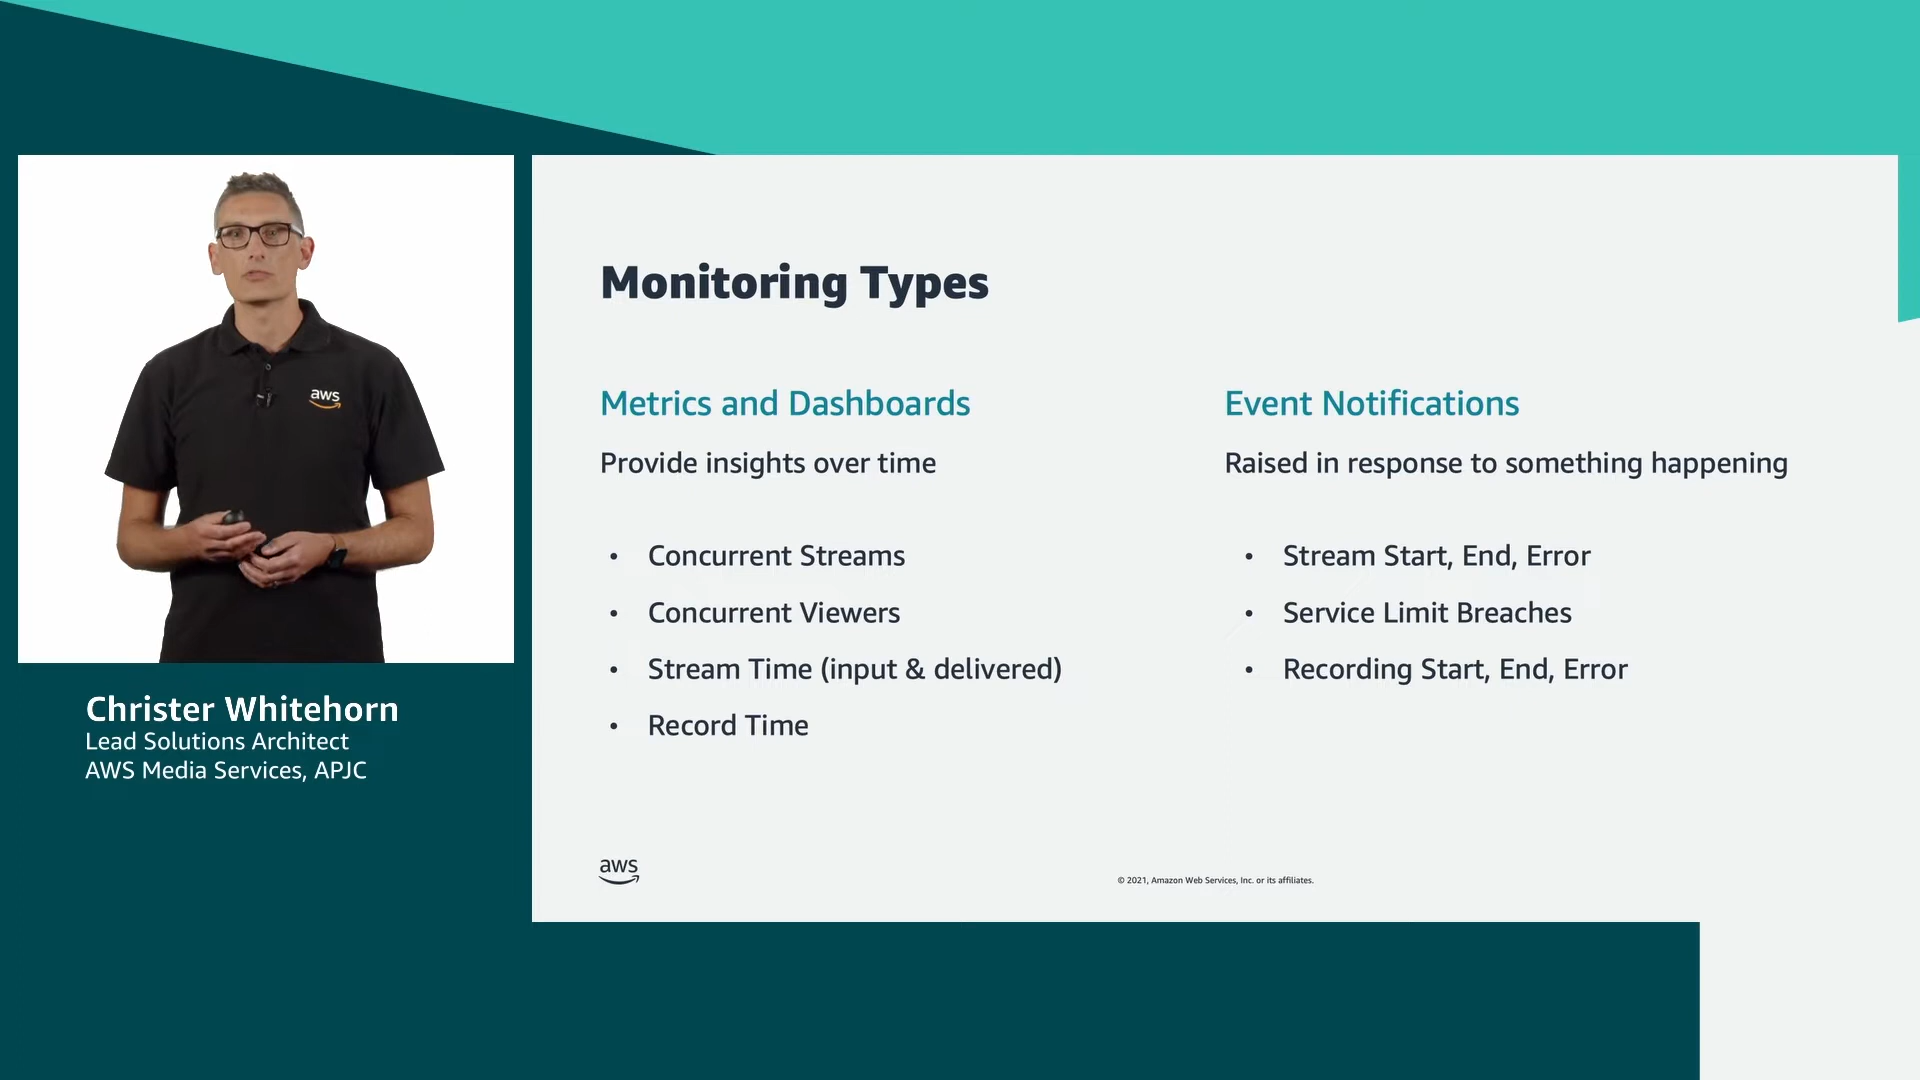 aws
Christer Whitehorn
Lead Solutions Architect
AWS Media Services, APJC
Monitoring Types
Metrics and Dashboards
Provide insights over time
• Concurrent Streams
• Concurrent Viewers
• Stream Time (input & delivered)
• Record Time
Event Notifications
Raised in response to something happening
• Stream Start, End, Error
• Service Limit Breaches
• Recording Start, End, Error
aws
© 2021, Amazon Web Services, Inc. or its affiliates.